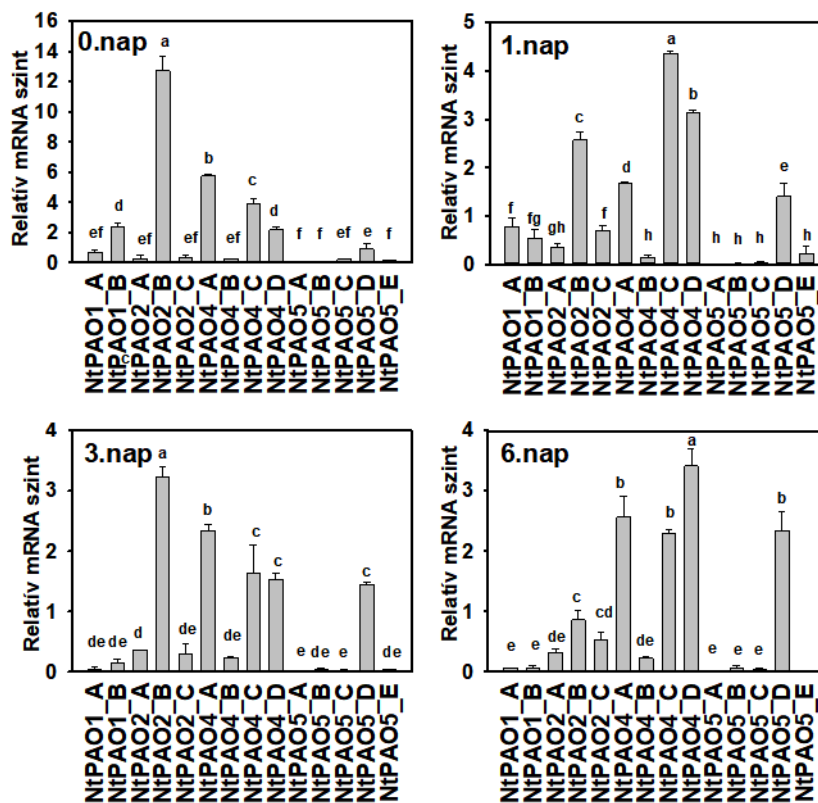 0.nap
Relatív mRNA szint
16
14
12
10
8
6
4
2
0
ef d ef a ef b ef c d f f ef e f
NtPAO1_A
NtPAO1_B
c
NtPAO2_A
NtPAO2_B
NtPAO2_C
NtPAO4_A
NtPAO4_B
NtPAO4_C
NtPAO4_D
NtPAO5_A
NtPAO5_B
NtPAO5_C
NtPAO5_D
NtPAO5_E
1.nap
Relatív mRNA szint
5
4
3
2
1
0
f fg gh c f d h a b h h h e h
NtPAO1_A
NtPAO1_B
NtPAO2_A
NtPAO2_B
NtPAO2_C
NtPAO4_A
NtPAO4_B
NtPAO4_C
NtPAO4_D
NtPAO5_A
NtPAO5_B
NtPAO5_C
NtPAO5_D
NtPAO5_E
3.nap
Relatív mRNA szint
4
3
2
1
0
de de d a de b de c c e de e c de
NtPAO1_A
NtPAO1_B
NtPAO2_A
NtPAO2_B
NtPAO2_C
NtPAO4_A
NtPAO4_B
NtPAO4_C
NtPAO4_D
NtPAO5_A
NtPAO5_B
NtPAO5_C
NtPAO5_D
NtPAO5_E
6.nap
Relatív mRNA szint
4
3
2
1
0
e e de c cd b de b a e e e b
NtPAO1_A
NtPAO1_B
NtPAO2_A
NtPAO2_B
NtPAO2_C
NtPAO4_A
NtPAO4_B
NtPAO4_C
NtPAO4_D
NtPAO5_A
NtPAO5_B
NtPAO5_C
NtPAO5_D
NtPAO5_E